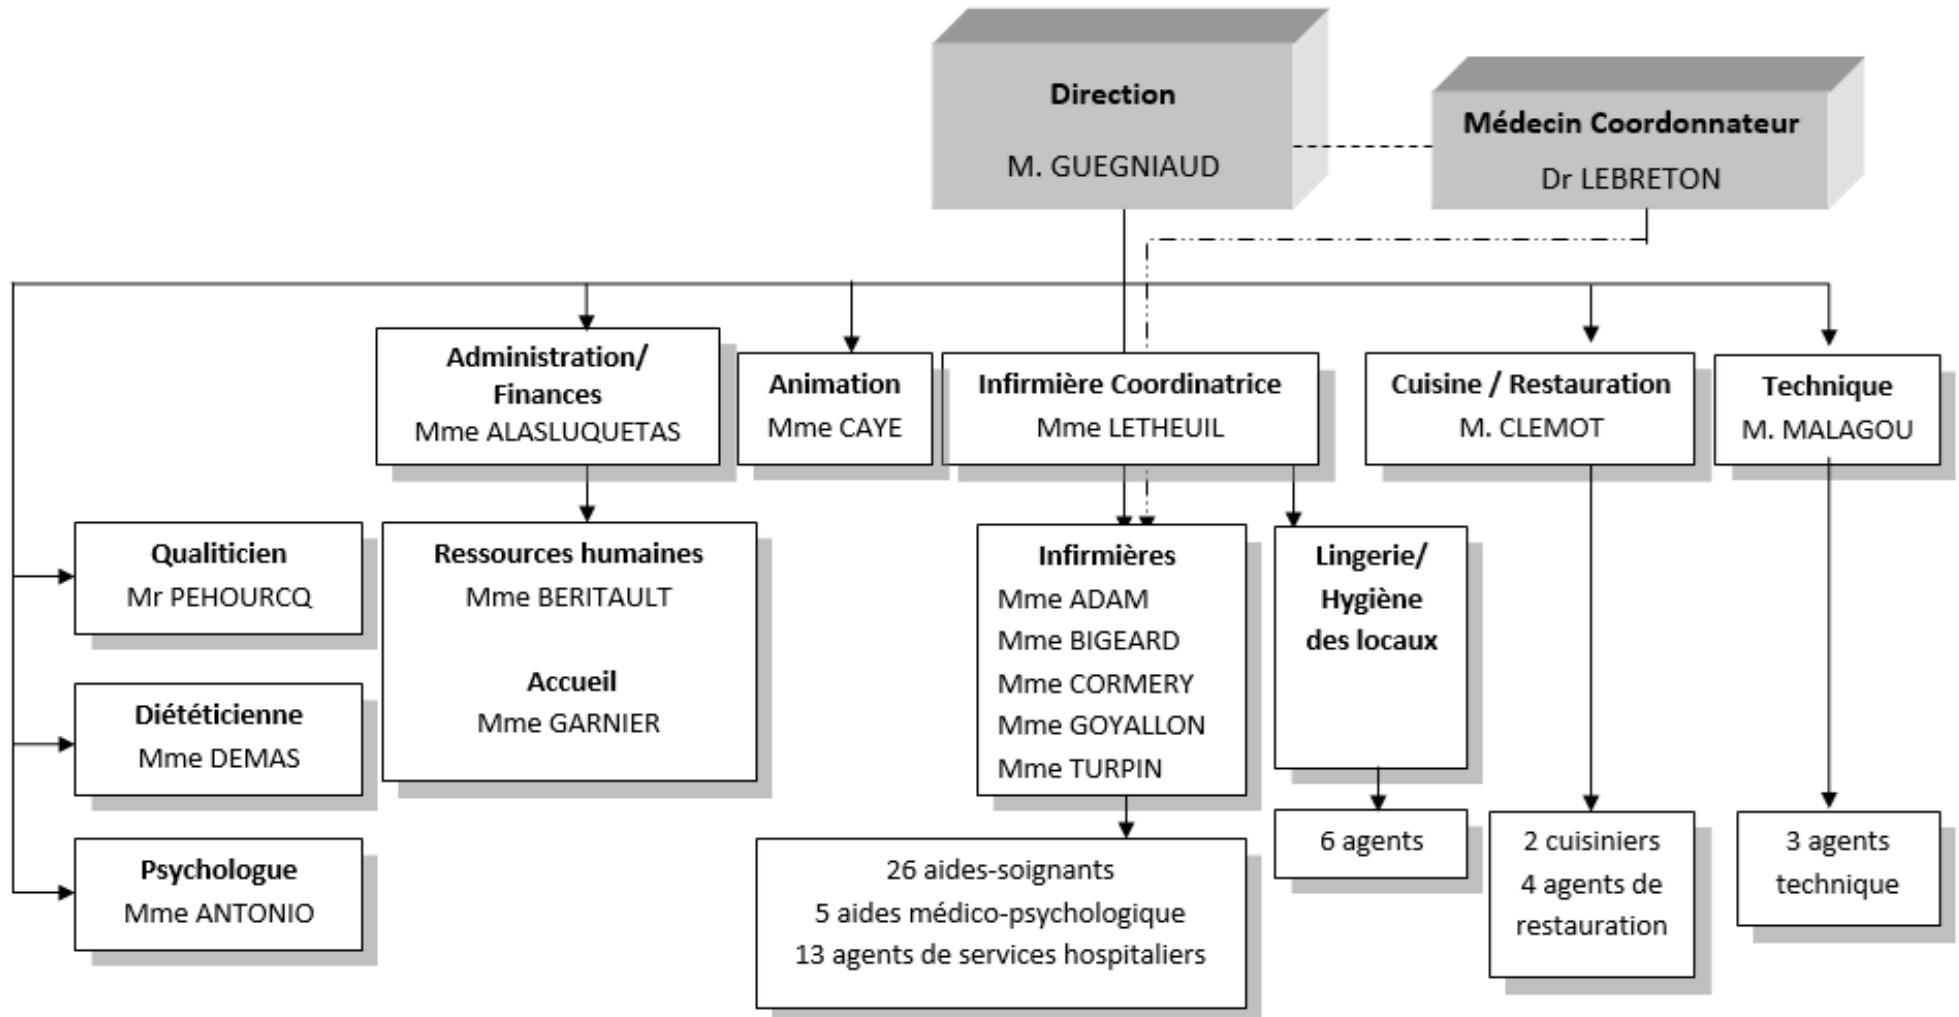 Direction
M. GUEGNIAUD
Médecin Coordonnateur
Dr LEBRETON
Administration/
Finances
Mme ALASLUQUETAS
Animation
Mme CAYE
Infirmière Coordinatrice
Mme LETHEUIL
Cuisine / Restauration
M. CLEMOT
Technique
M. MALAGOU
Qualiticien
Mr PEHOURCQ
Diététicienne
Mme DEMAS
Psychologue
Mme ANTONIO
Ressources humaines
Mme BERITAULT
Accueil
Mme GARNIER
Infirmières
Mme ADAM
Mme BIGEARD
Mme CORMERY
Mme GOYALLON
Mme TURPIN
Lingerie/
Hygiène
des locaux
26 aides-soignants
5 aides médico-psychologique
13 agents de services hospitaliers
6 agents
2 cuisiniers
4 agents de
restauration
3 agents
technique